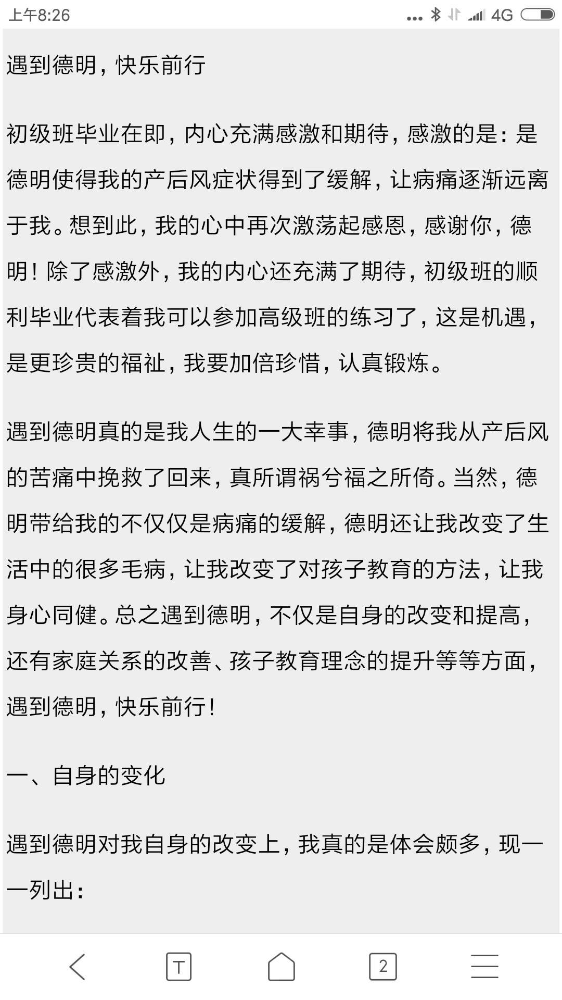 上午8:26
... 4G
遇到德明，快乐前行
初级班毕业在即，内心充满感激和期待，感激的是：是
德明使得我的产后风症状得到了缓解，让病痛逐渐远离
于我。想到此，我的心中再次激荡起感恩，感谢你，德
明！除了感激外，我的内心还充满了期待，初级班的顺
利毕业代表着我可以参加高级班的练习了，这是机遇，
是更珍贵的福祉，我要加倍珍惜，认真锻炼。
遇到德明真的是我人生的一大幸事，德明将我从产后风
的苦痛中挽救了回来，真所谓祸兮福之所倚。当然，德
明带给我的不仅仅是病痛的缓解，德明还让我改变了生
活中的很多毛病，让我改变了对孩子教育的方法，让我
身心同健。总之遇到德明，不仅是自身的改变和提高，
还有家庭关系的改善、孩子教育理念的提升等等方面，
遇到德明，快乐前行！
一、自身的变化
遇到德明对我自身的改变上，我真的是体会颇多，现一
一列出：
T 2